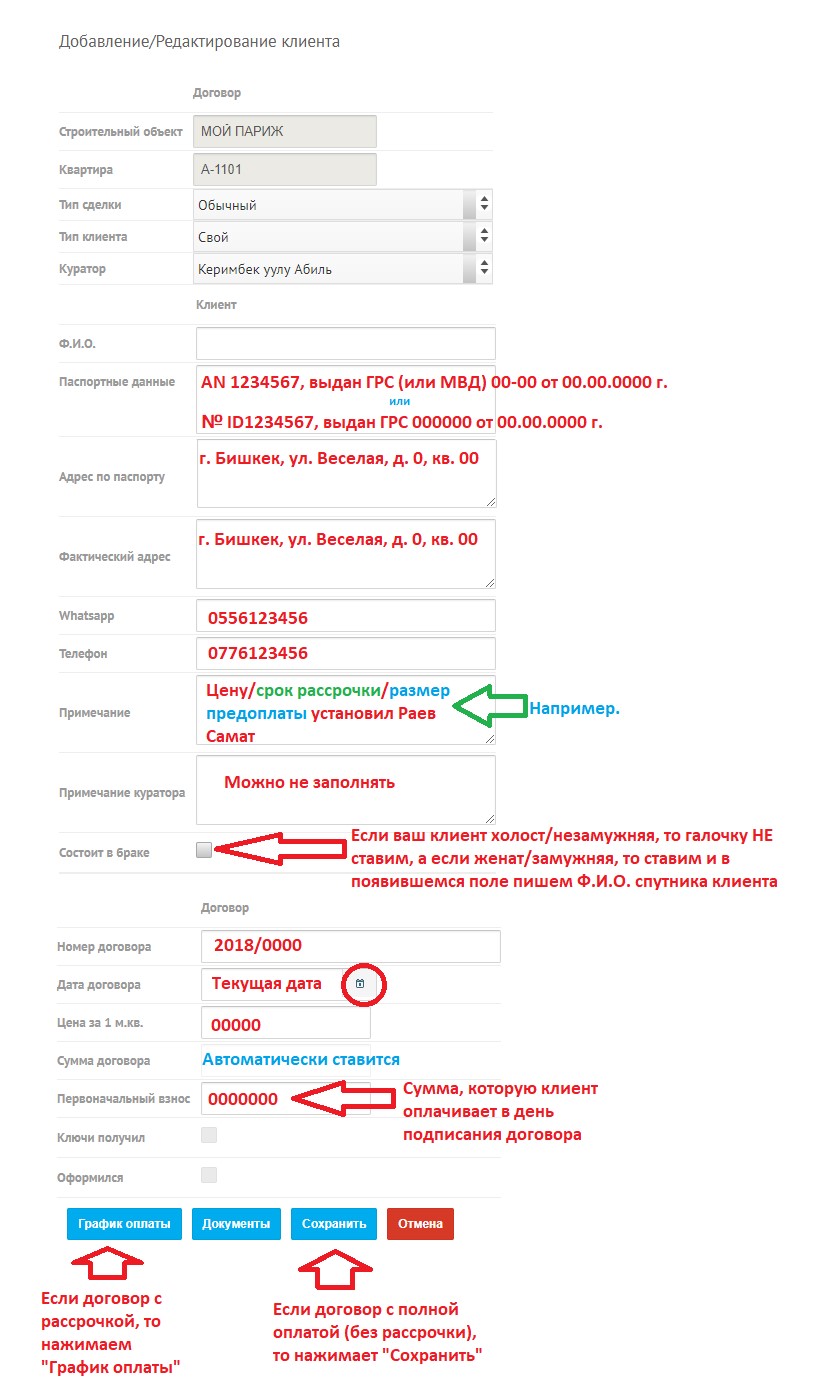 Добавление/Редактирование клиента
Договор
Строительный объект МОЙ ПАРИЖ
Квартира А-1101
Тип сделки Обычный
Тип клиента Свой
Куратор Керимбек уулу Абиль
Клиент
Ф.И.О.
Паспортные данные AN 1234567, выдан ГРС (или МВД) 00-00 от 00.00.0000 г.
или
№ ID1234567, выдан ГРС 000000 от 00.00.0000 г.
Адрес по паспорту г. Бишкек, ул. Веселая, д. 0, кв. 00
Фактический адрес г. Бишкек, ул. Веселая, д. 0, кв. 00
Whatsapp 0556123456
Телефон 0776123456
Примечание
Цену/срок рассрочки/размер
предоплаты установил Раев
Самат
Например.
Примечание куратора Можно не заполнять
Состоит в браке
Если ваш клиент холост/незамужняя, то галочку НЕ
ставим, а если женат/замужняя, то ставим и в
появившемся поле пишем Ф.И.О. спутника клиента
Договор
Номер договора 2018/0000
Дата договора Текущая дата
Цена за 1 м.кв. 00000
Сумма договора Автоматически ставится
Первоначальный взнос 0000000
Сумма, которую клиент
оплачивает в день
подписания договора
Ключи получил
Оформился
График оплаты Документы Сохранить Отмена
Если договор с
рассрочкой, то
нажимаем
"График оплаты"
Если договор с полной
оплатой (без рассрочки),
то нажимает "Сохранить"